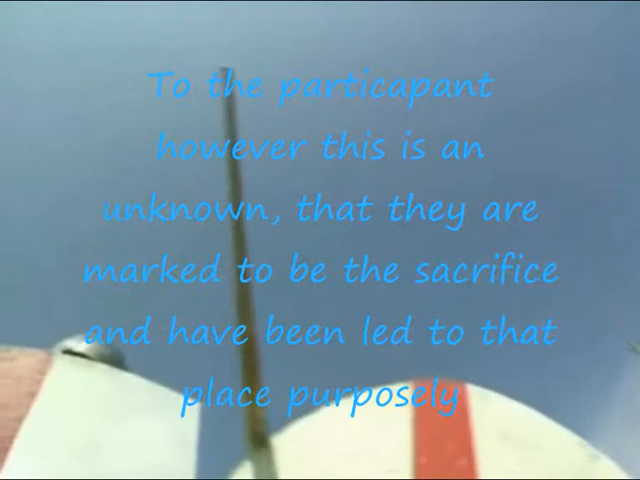 To the particapant
however this is an
unknown, that they are
marked to be the sacrifice
and have been led to that
place purposely